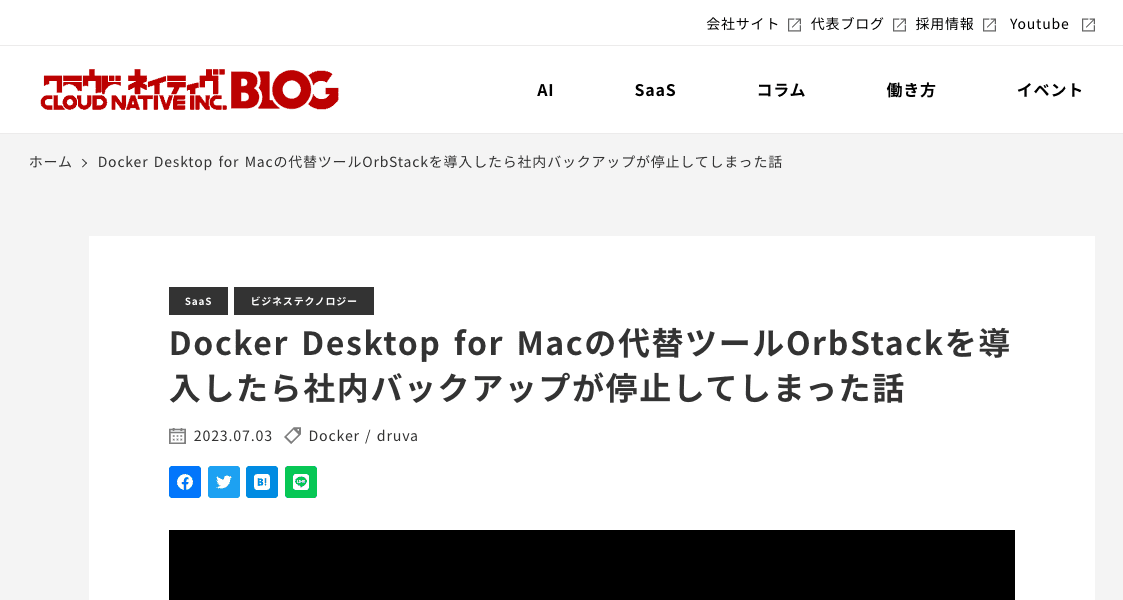 会社サイト 代表ブログ 採用情報 Youtube
クラウドネイティヴ
CLOUD NATIVE INC. BLOG
AI SaaS コラム 働き方 イベント
ホーム > Docker Desktop for Macの代替ツールOrbStackを導入したら社内バックアップが停止してしまった話
SaaS ビジネステクノロジー
Docker Desktop for Macの代替ツールOrbStackを導
入したら社内バックアップが停止してしまった話
2023.07.03 Docker / druva
B!
LINE